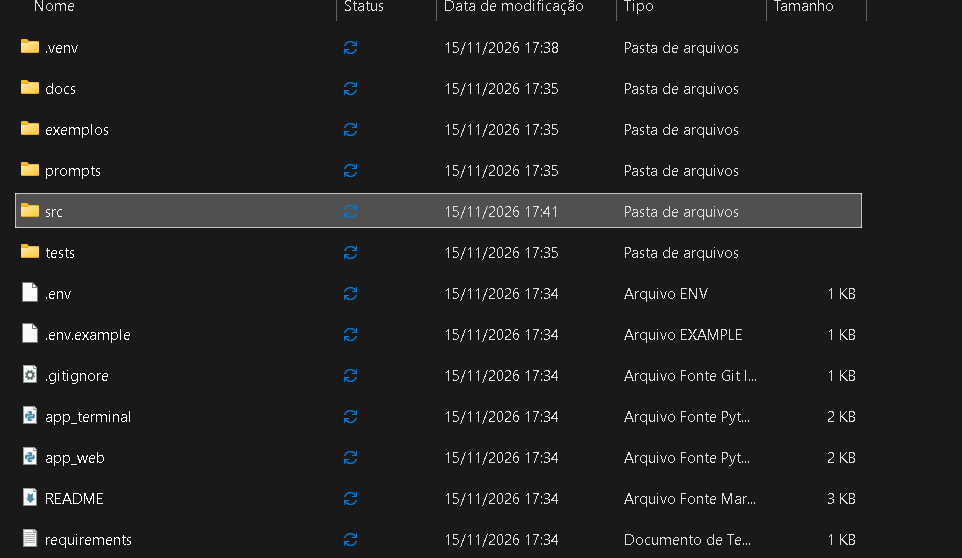 Nome Status Data de modificação Tipo Tamanho
.venv 15/11/2026 17:38 Pasta de arquivos
docs 15/11/2026 17:35 Pasta de arquivos
exemplos 15/11/2026 17:35 Pasta de arquivos
prompts 15/11/2026 17:35 Pasta de arquivos
src 15/11/2026 17:41 Pasta de arquivos
tests 15/11/2026 17:35 Pasta de arquivos
.env 15/11/2026 17:34 Arquivo ENV 1 KB
.env.example 15/11/2026 17:34 Arquivo EXAMPLE 1 KB
.gitignore 15/11/2026 17:34 Arquivo Fonte Git I... 1 KB
app_terminal 15/11/2026 17:34 Arquivo Fonte Pyt... 2 KB
app_web 15/11/2026 17:34 Arquivo Fonte Pyt... 2 KB
README 15/11/2026 17:34 Arquivo Fonte Mar... 3 KB
requirements 15/11/2026 17:34 Documento de Te... 1 KB